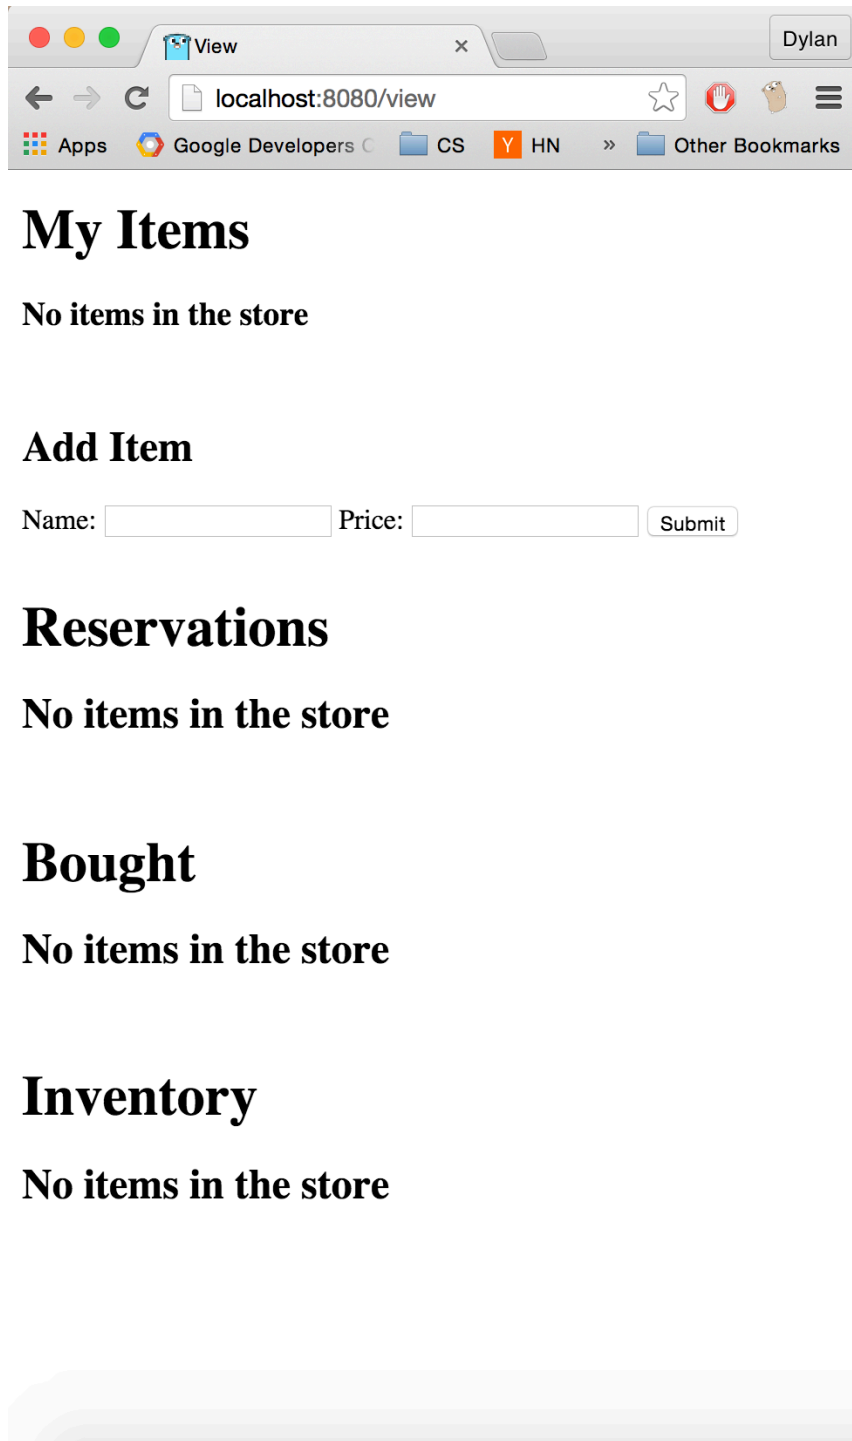 View
Dylan
localhost:8080/view
Apps Google Developers C CS Y HN » Other Bookmarks
My Items
No items in the store
Add Item
Name: Price: Submit
Reservations
No items in the store
Bought
No items in the store
Inventory
No items in the store